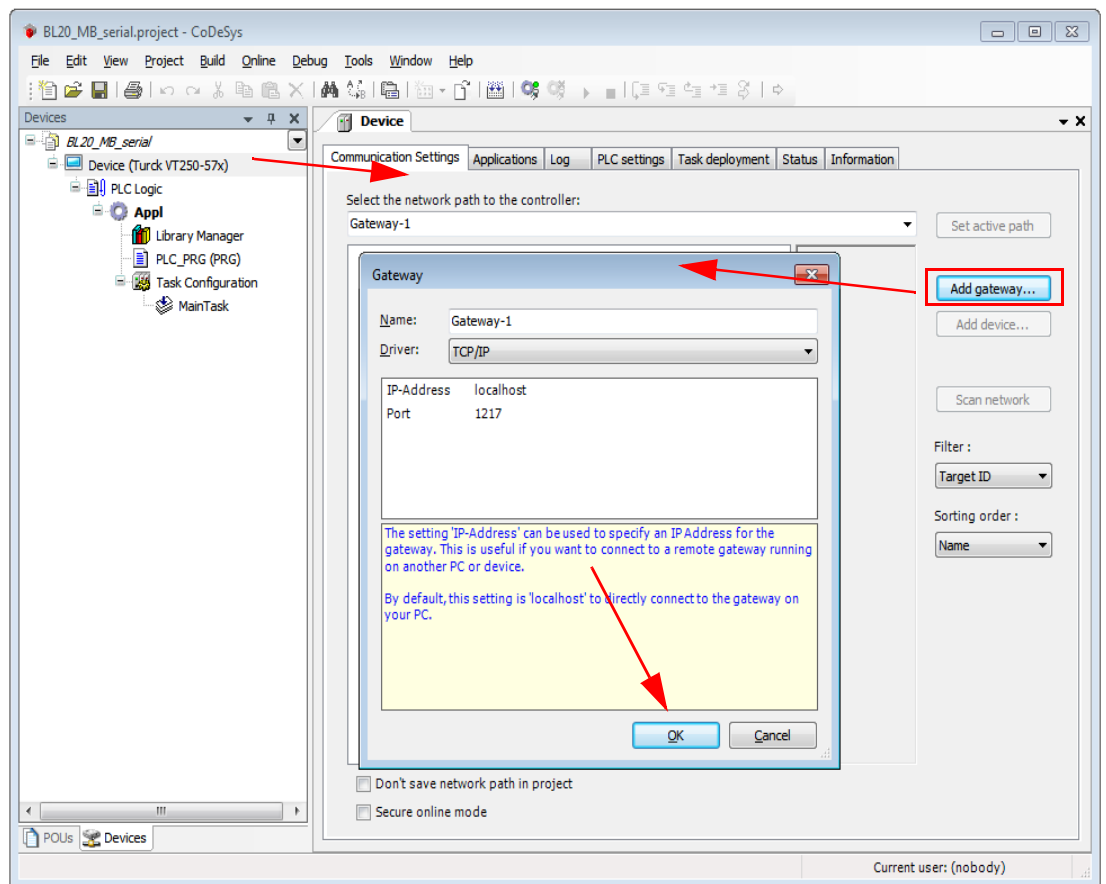 BL20_MB_serial.project - CoDeSys
File Edit View Project Build Online Debug Tools Window Help
Devices
BL20_MB_serial
Device (Turck VT250-57x)
PLC Logic
Appl
Library Manager
PLC_PRG (PRG)
Task Configuration
MainTask
POUs Devices
Device
Communication Settings Applications Log PLC settings Task deployment Status Information
Select the network path to the controller:
Gateway-1
Set active path
Add gateway...
Add device...
Scan network
Filter :
Target ID
Sorting order :
Name
Gateway
Name: Gateway-1
Driver: TCP/IP
IP-Address localhost
Port 1217
The setting 'IP-Address' can be used to specify an IP Address for the
gateway. This is useful if you want to connect to a remote gateway running
on another PC or device.
By default, this setting is 'localhost' to directly connect to the gateway on
your PC.
OK Cancel
Don't save network path in project
Secure online mode
Current user: (nobody)